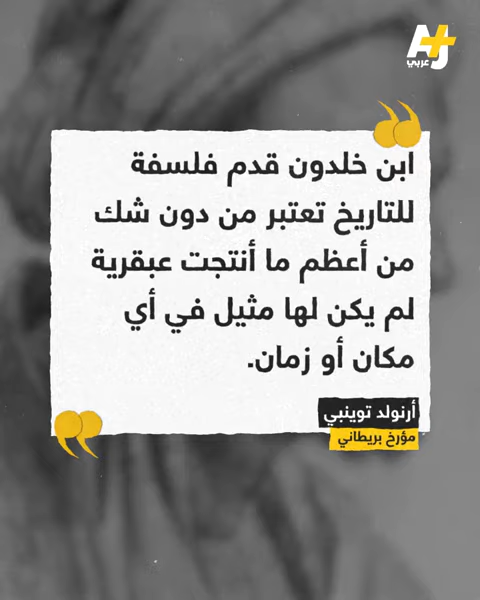 AJ+
عربي
ابن خلدون قدم فلسفة
للتاريخ تعتبر من دون شك
من أعظم ما أنتجت عبقرية
لم يكن لها مثيل في أي
مكان أو زمان.
أرنولد توينبي
مؤرخ بريطاني